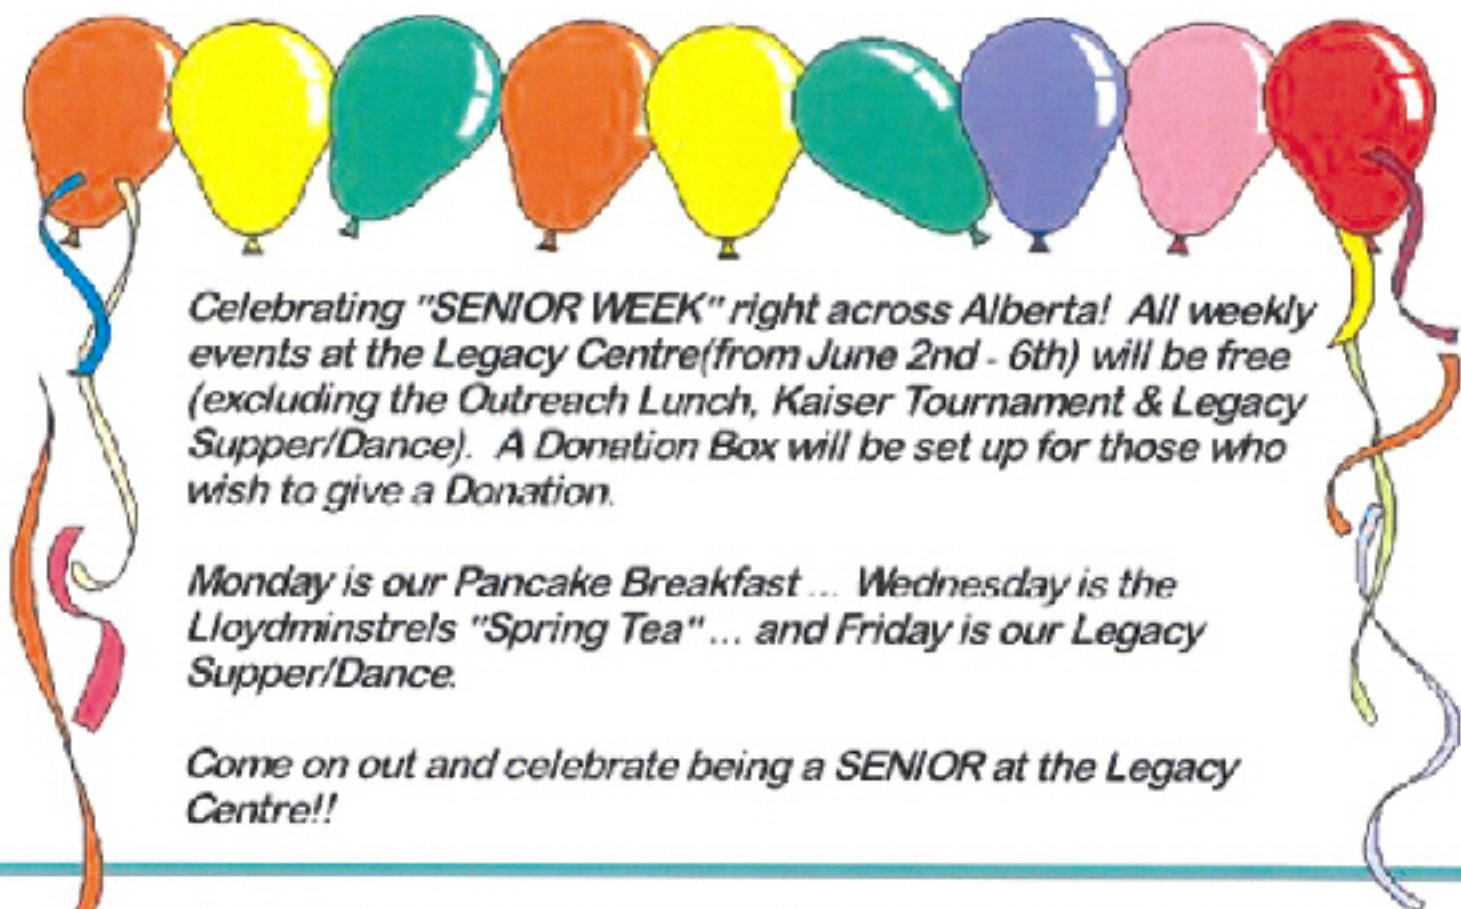 Celebrating "SENIOR WEEK" right across Alberta! All weekly
events at the Legacy Centre(from June 2nd - 6th) will be free
(excluding the Outreach Lunch, Kaiser Tournament & Legacy
Supper/Dance). A Donation Box will be set up for those who
wish to give a Donation.
Monday is our Pancake Breakfast ... Wednesday is the
Lloydminstrels "Spring Tea" ... and Friday is our Legacy
Supper/Dance.
Come on out and celebrate being a SENIOR at the Legacy
Centre!!